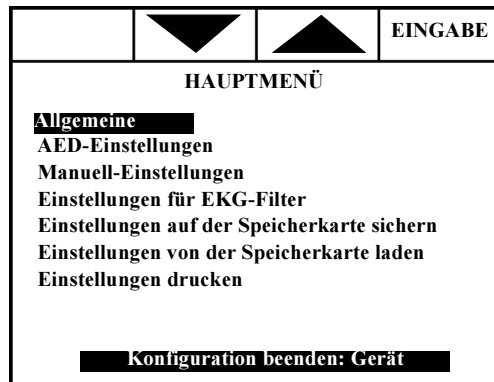 EINGABE
HAUPTMENÜ
Allgemeine
AED-Einstellungen
Manuell-Einstellungen
Einstellungen für EKG-Filter
Einstellungen auf der Speicherkarte sichern
Einstellungen von der Speicherkarte laden
Einstellungen drucken
Konfiguration beenden: Gerät